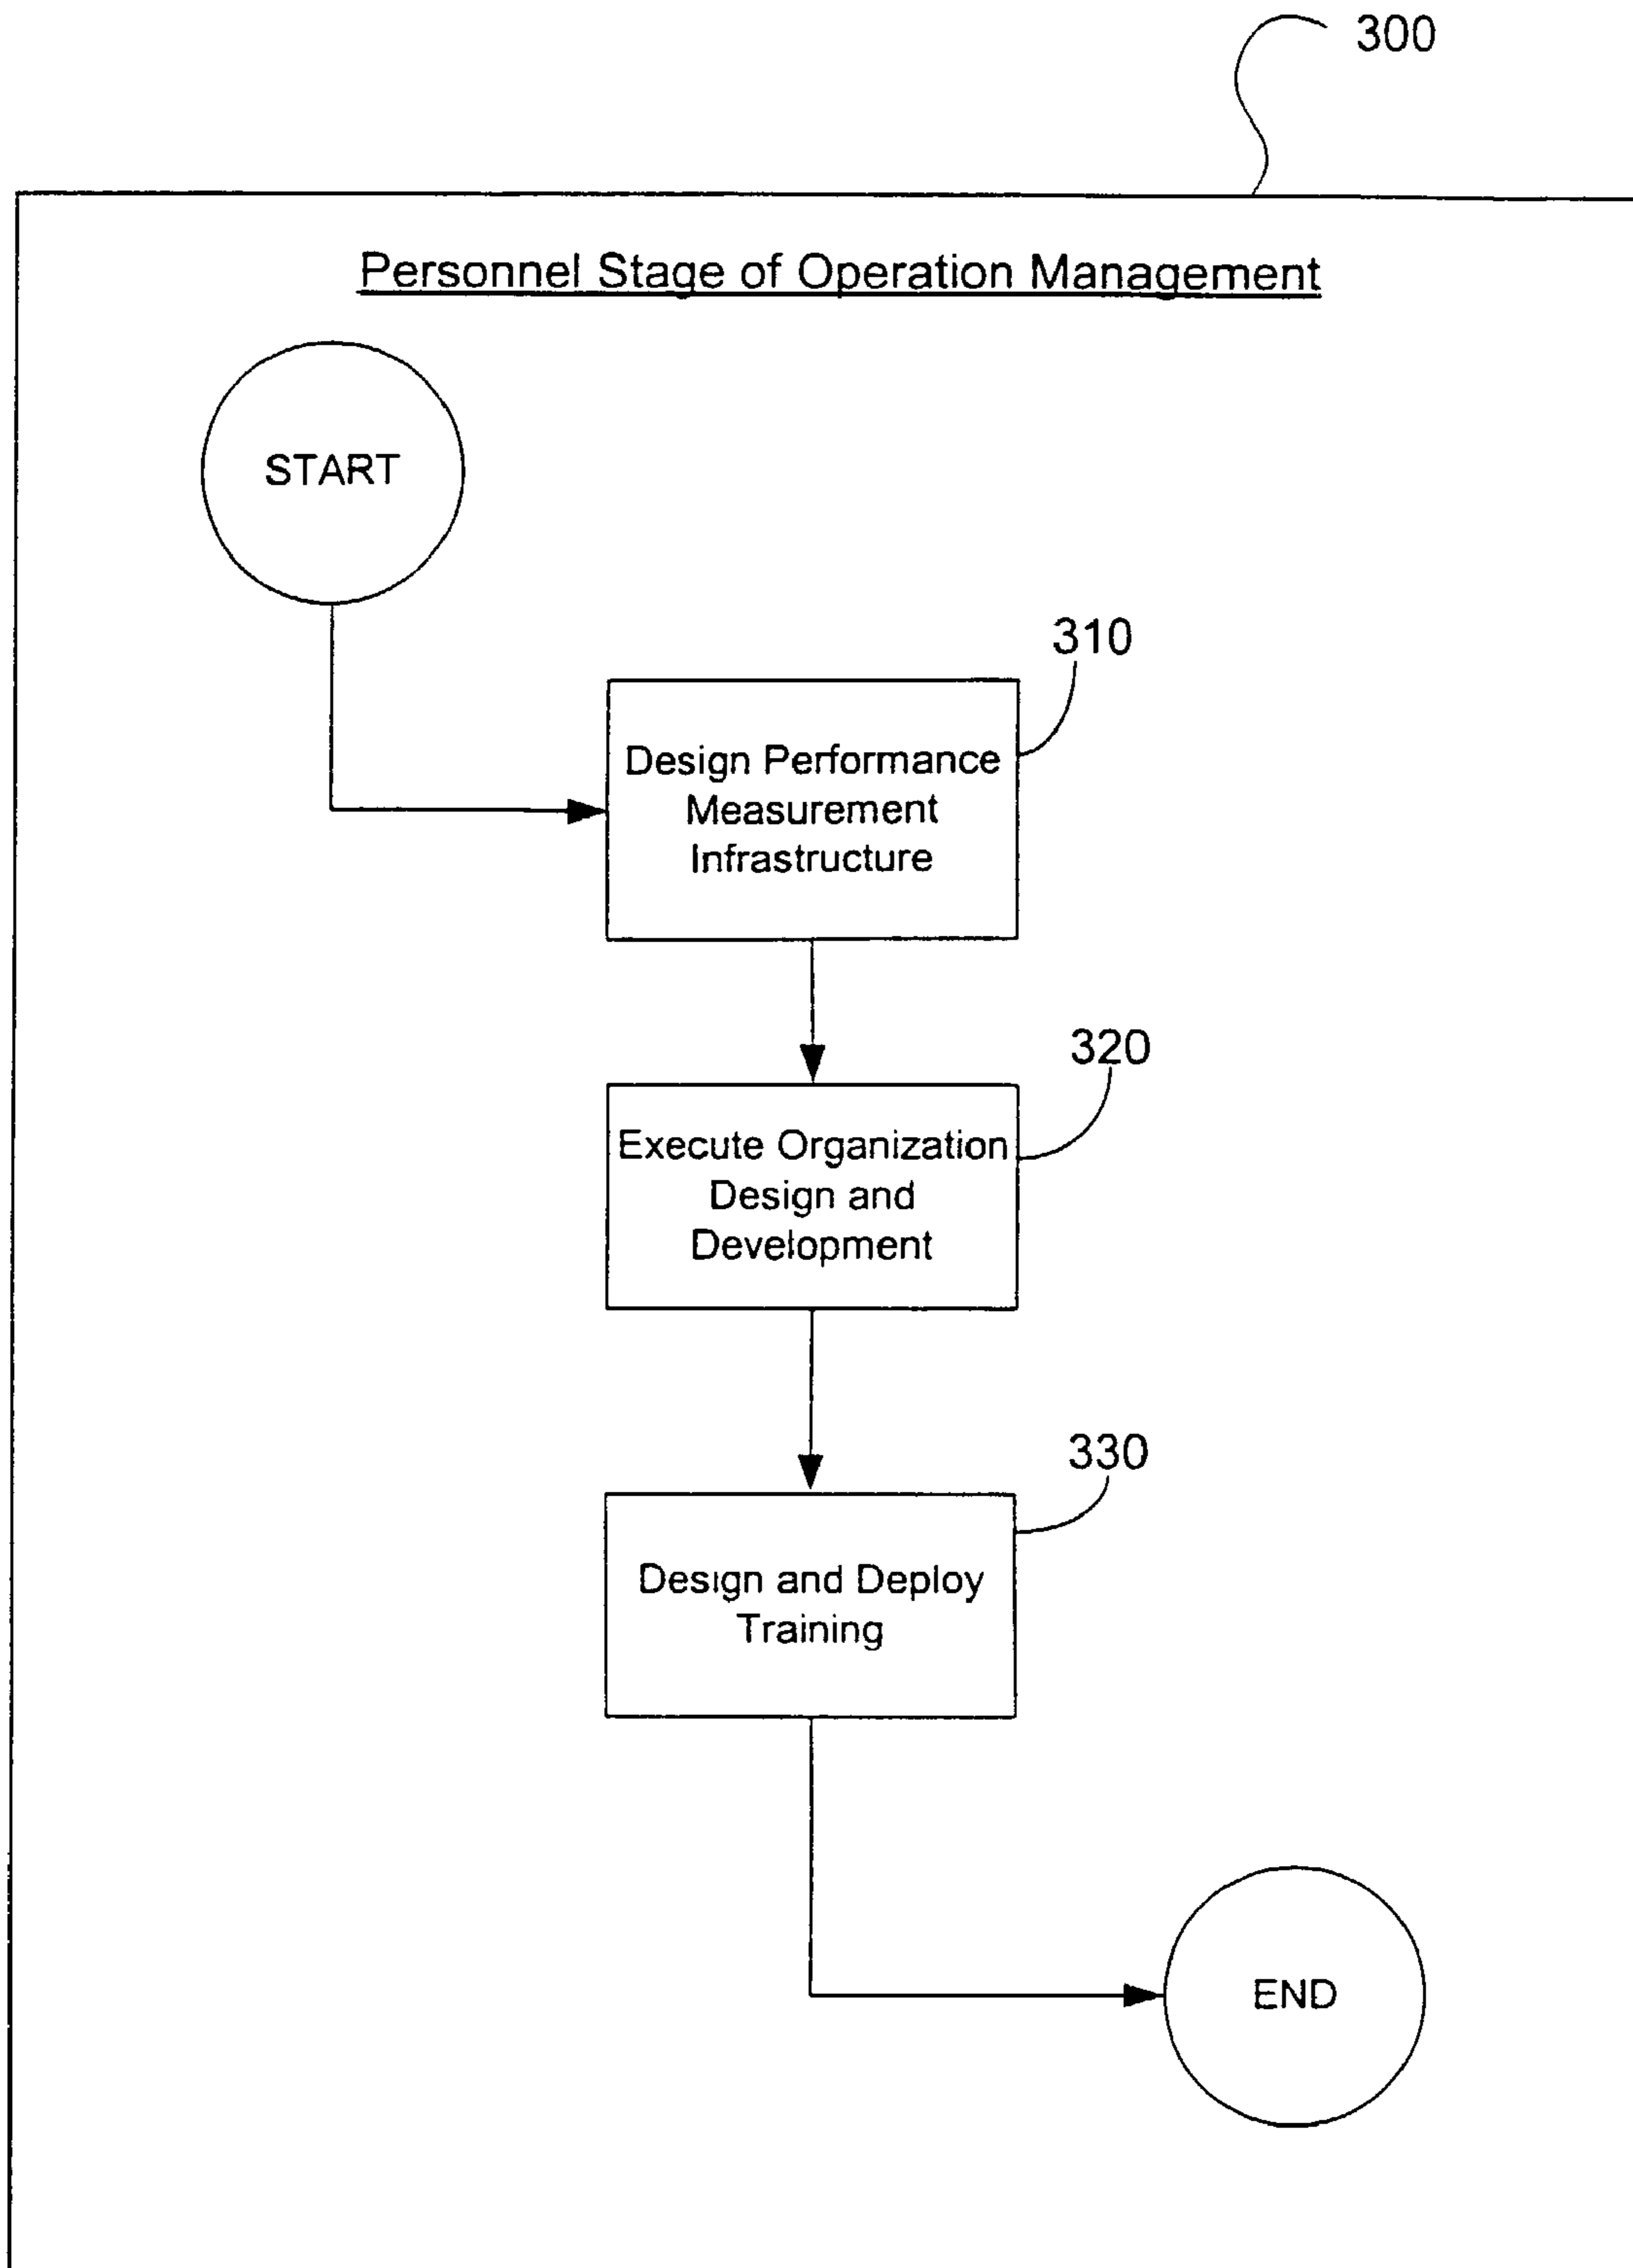 300
Personnel Stage of Operation Management
START
310
Design Performance
Measurement
Infrastructure
320
Execute Organization
Design and
Development
330
Design and Deploy
Training
END